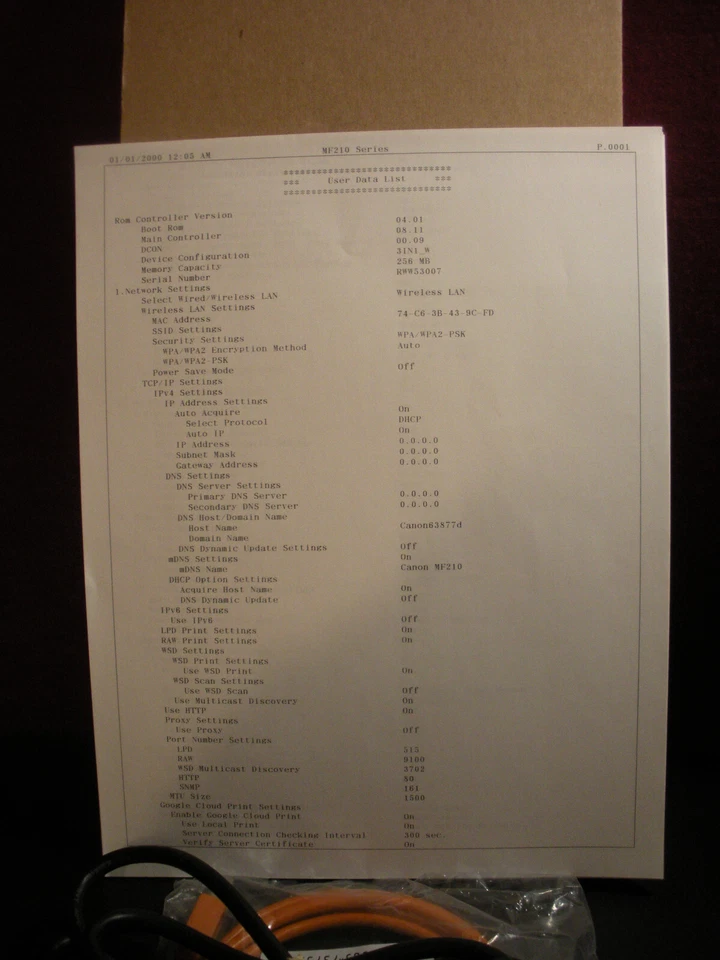 01/01/2000 12:05 AM MF210 Series P.0001
********************************
*** User Data List ***
********************************
Rom Controller Version
Boot Rom 04.01
Main Controller 08.11
DCON 00.09
Device Configuration 31N1_W
Memory Capacity 256 MB
Serial Number RWW53007
1.Network Settings
Select Wired/Wireless LAN Wireless LAN
Wireless LAN Settings
MAC Address 74-C6-3B-43-9C-FD
SSID Settings
Security Settings WPA/WPA2-PSK
WPA/WPA2 Encryption Method Auto
WPA/WPA2-PSK
Power Save Mode Off
TCP/IP Settings
IPv4 Settings
IP Address Settings
Auto Acquire On
Select Protocol DHCP
Auto IP On
IP Address 0.0.0.0
Subnet Mask 0.0.0.0
Gateway Address 0.0.0.0
DNS Settings
DNS Server Settings
Primary DNS Server 0.0.0.0
Secondary DNS Server 0.0.0.0
DNS Host/Domain Name
Host Name Canon63877d
Domain Name
DNS Dynamic Update Settings Off
mDNS Settings On
mDNS Name Canon MF210
DHCP Option Settings
Acquire Host Name On
DNS Dynamic Update Off
IPv6 Settings
Use IPv6 Off
LPD Print Settings On
RAW Print Settings On
WSD Settings
WSD Print Settings
Use WSD Print On
WSD Scan Settings
Use WSD Scan Off
Use Multicast Discovery On
Use HTTP On
Proxy Settings
Use Proxy Off
Port Number Settings
LPD 515
RAW 9100
WSD Multicast Discovery 3702
HTTP 80
SNMP 161
MTU Size 1500
Google Cloud Print Settings
Enable Google Cloud Print On
Use Local Print On
Server Connection Checking Interval 300 sec.
Verify Server Certificate On